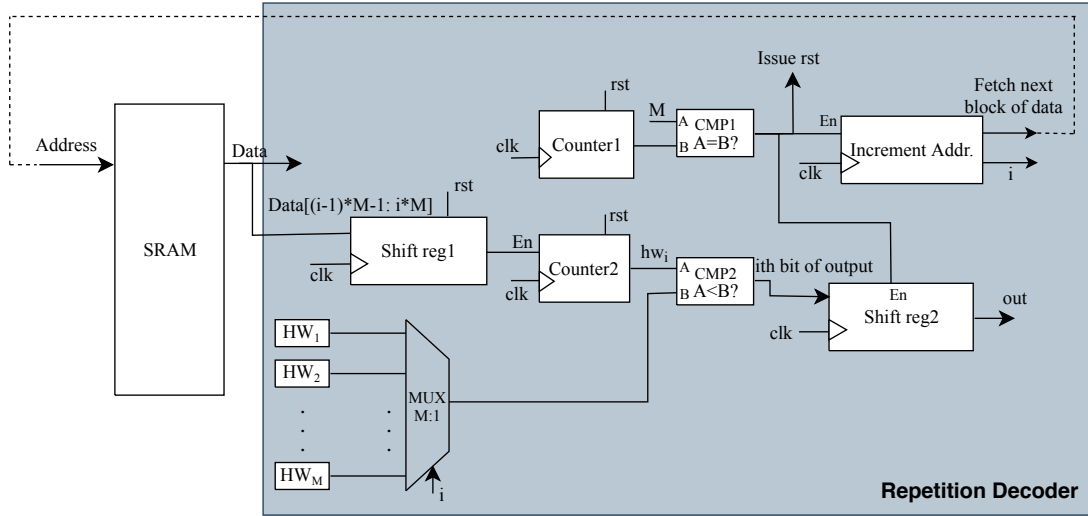 Issue rst
Fetch next
block of data
rst
M
A
CMP1
A=B?
B
En
Increment Addr.
clk
Counter1
clk
i
Address
Data
Data[(i-1)*M-1: i*M]
rst
rst
SRAM
Shift reg1
clk
En
Counter2
clk
hwᵢ
A
CMP2
A<B?
B
ith bit of output
En
Shift reg2
clk
out
HW₁
HW₂
MUX
M:1
. .
. .
. .
HW_M
i
Repetition Decoder